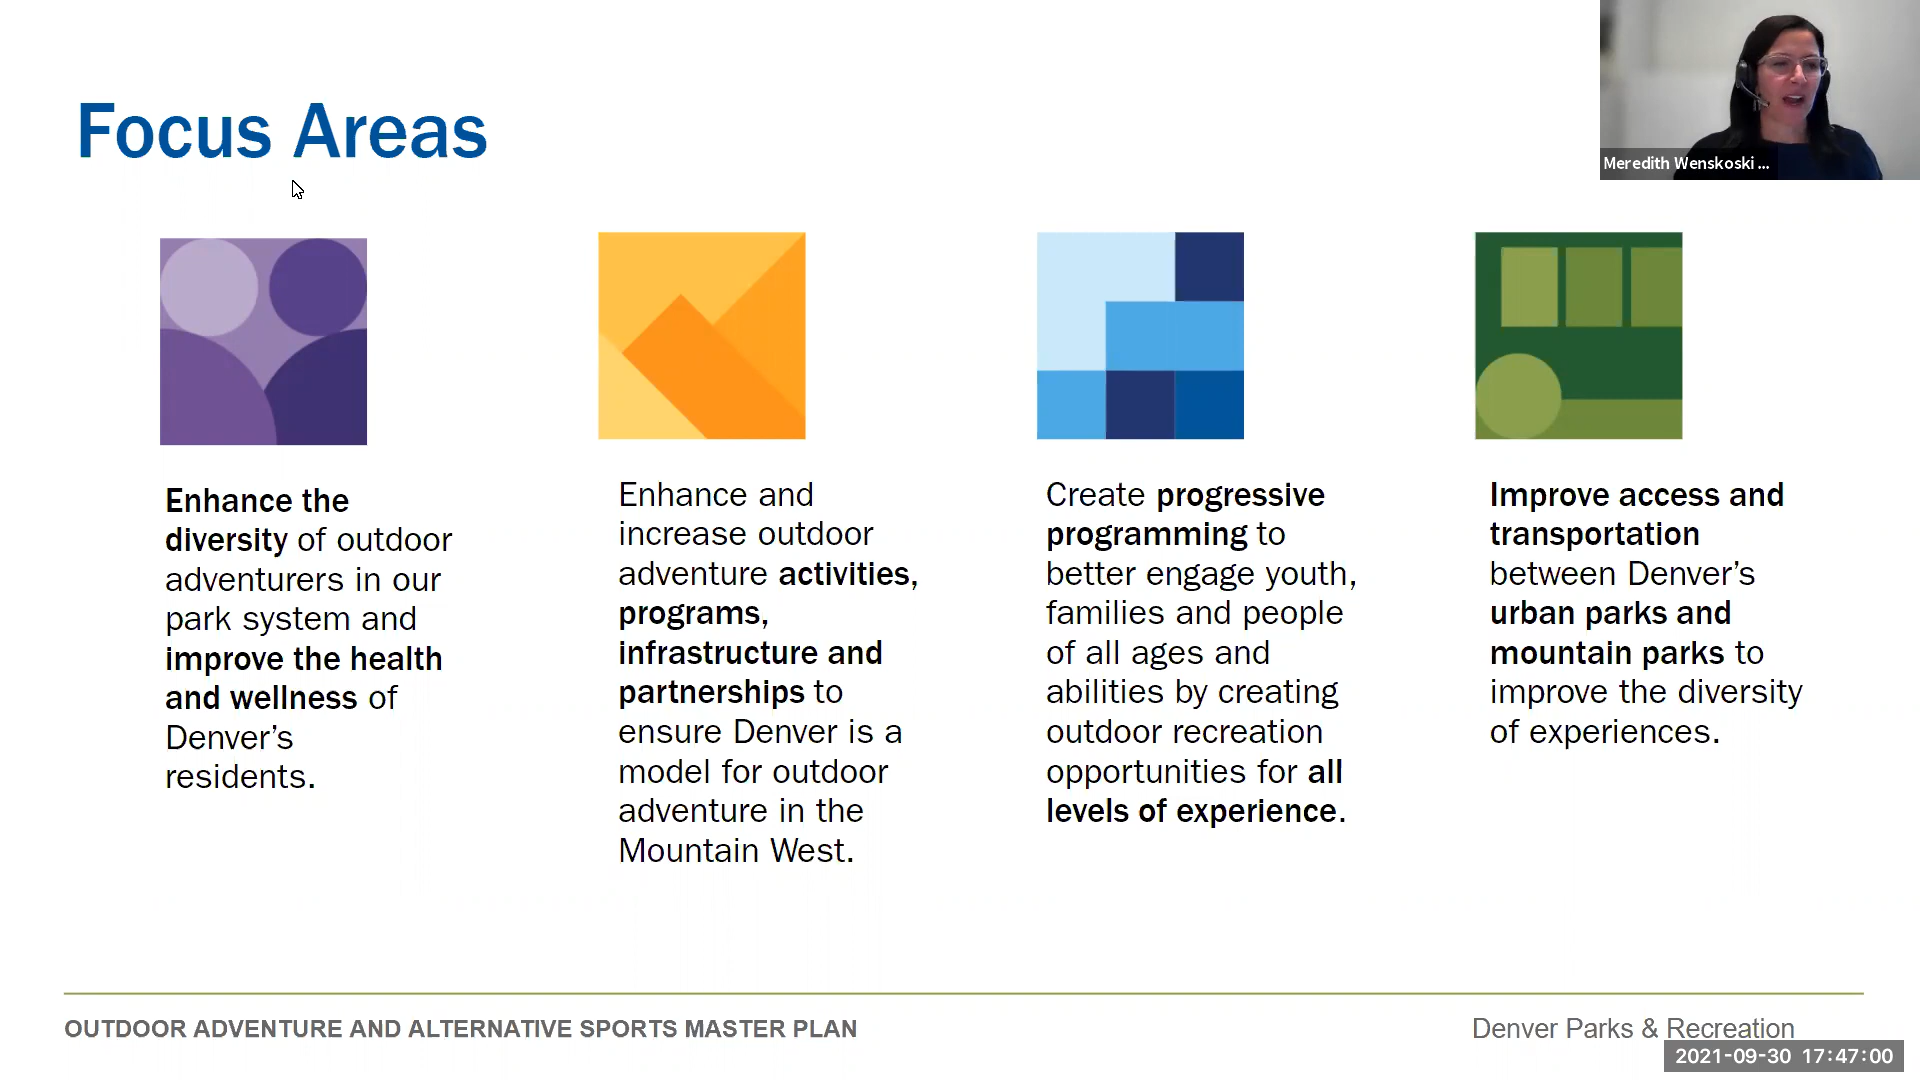 Focus Areas
Meredith Wenskoski ...
Enhance the
diversity of outdoor
adventurers in our
park system and
improve the health
and wellness of
Denver’s
residents.
Enhance and
increase outdoor
adventure activities,
programs,
infrastructure and
partnerships to
ensure Denver is a
model for outdoor
adventure in the
Mountain West.
Create progressive
programming to
better engage youth,
families and people
of all ages and
abilities by creating
outdoor recreation
opportunities for all
levels of experience.
Improve access and
transportation
between Denver’s
urban parks and
mountain parks to
improve the diversity
of experiences.
OUTDOOR ADVENTURE AND ALTERNATIVE SPORTS MASTER PLAN
Denver Parks & Recreation
2021-09-30 17:47:00